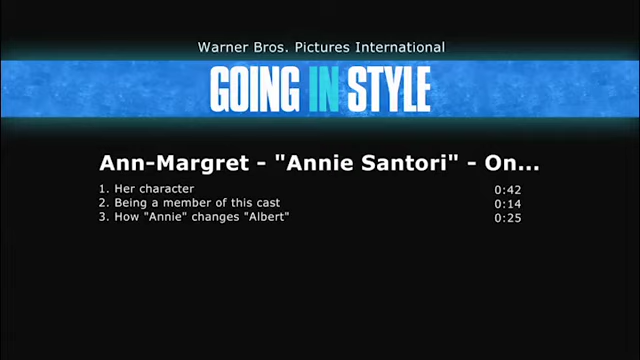 Warner Bros. Pictures International
GOING IN STYLE
Ann-Margret - "Annie Santori" - On...
1. Her character 0:42
2. Being a member of this cast 0:14
3. How "Annie" changes "Albert" 0:25